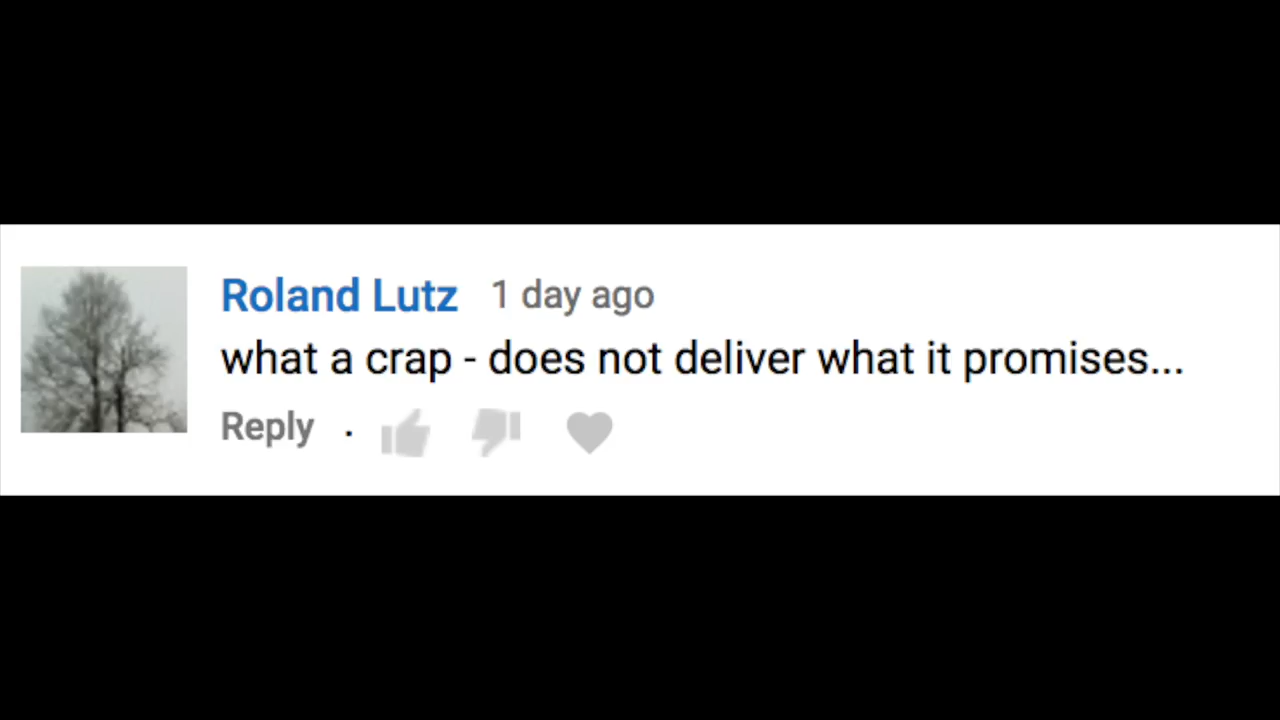 Roland Lutz 1 day ago
what a crap - does not deliver what it promises...
Reply .